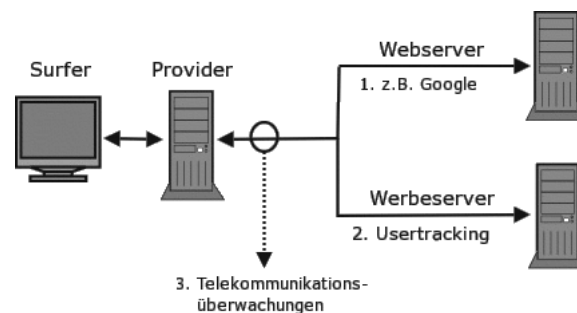 Surfer
Provider
Webserver
1. z.B. Google
Werbeserver
2. Usertracking
3. Telekommunikations-
überwachungen